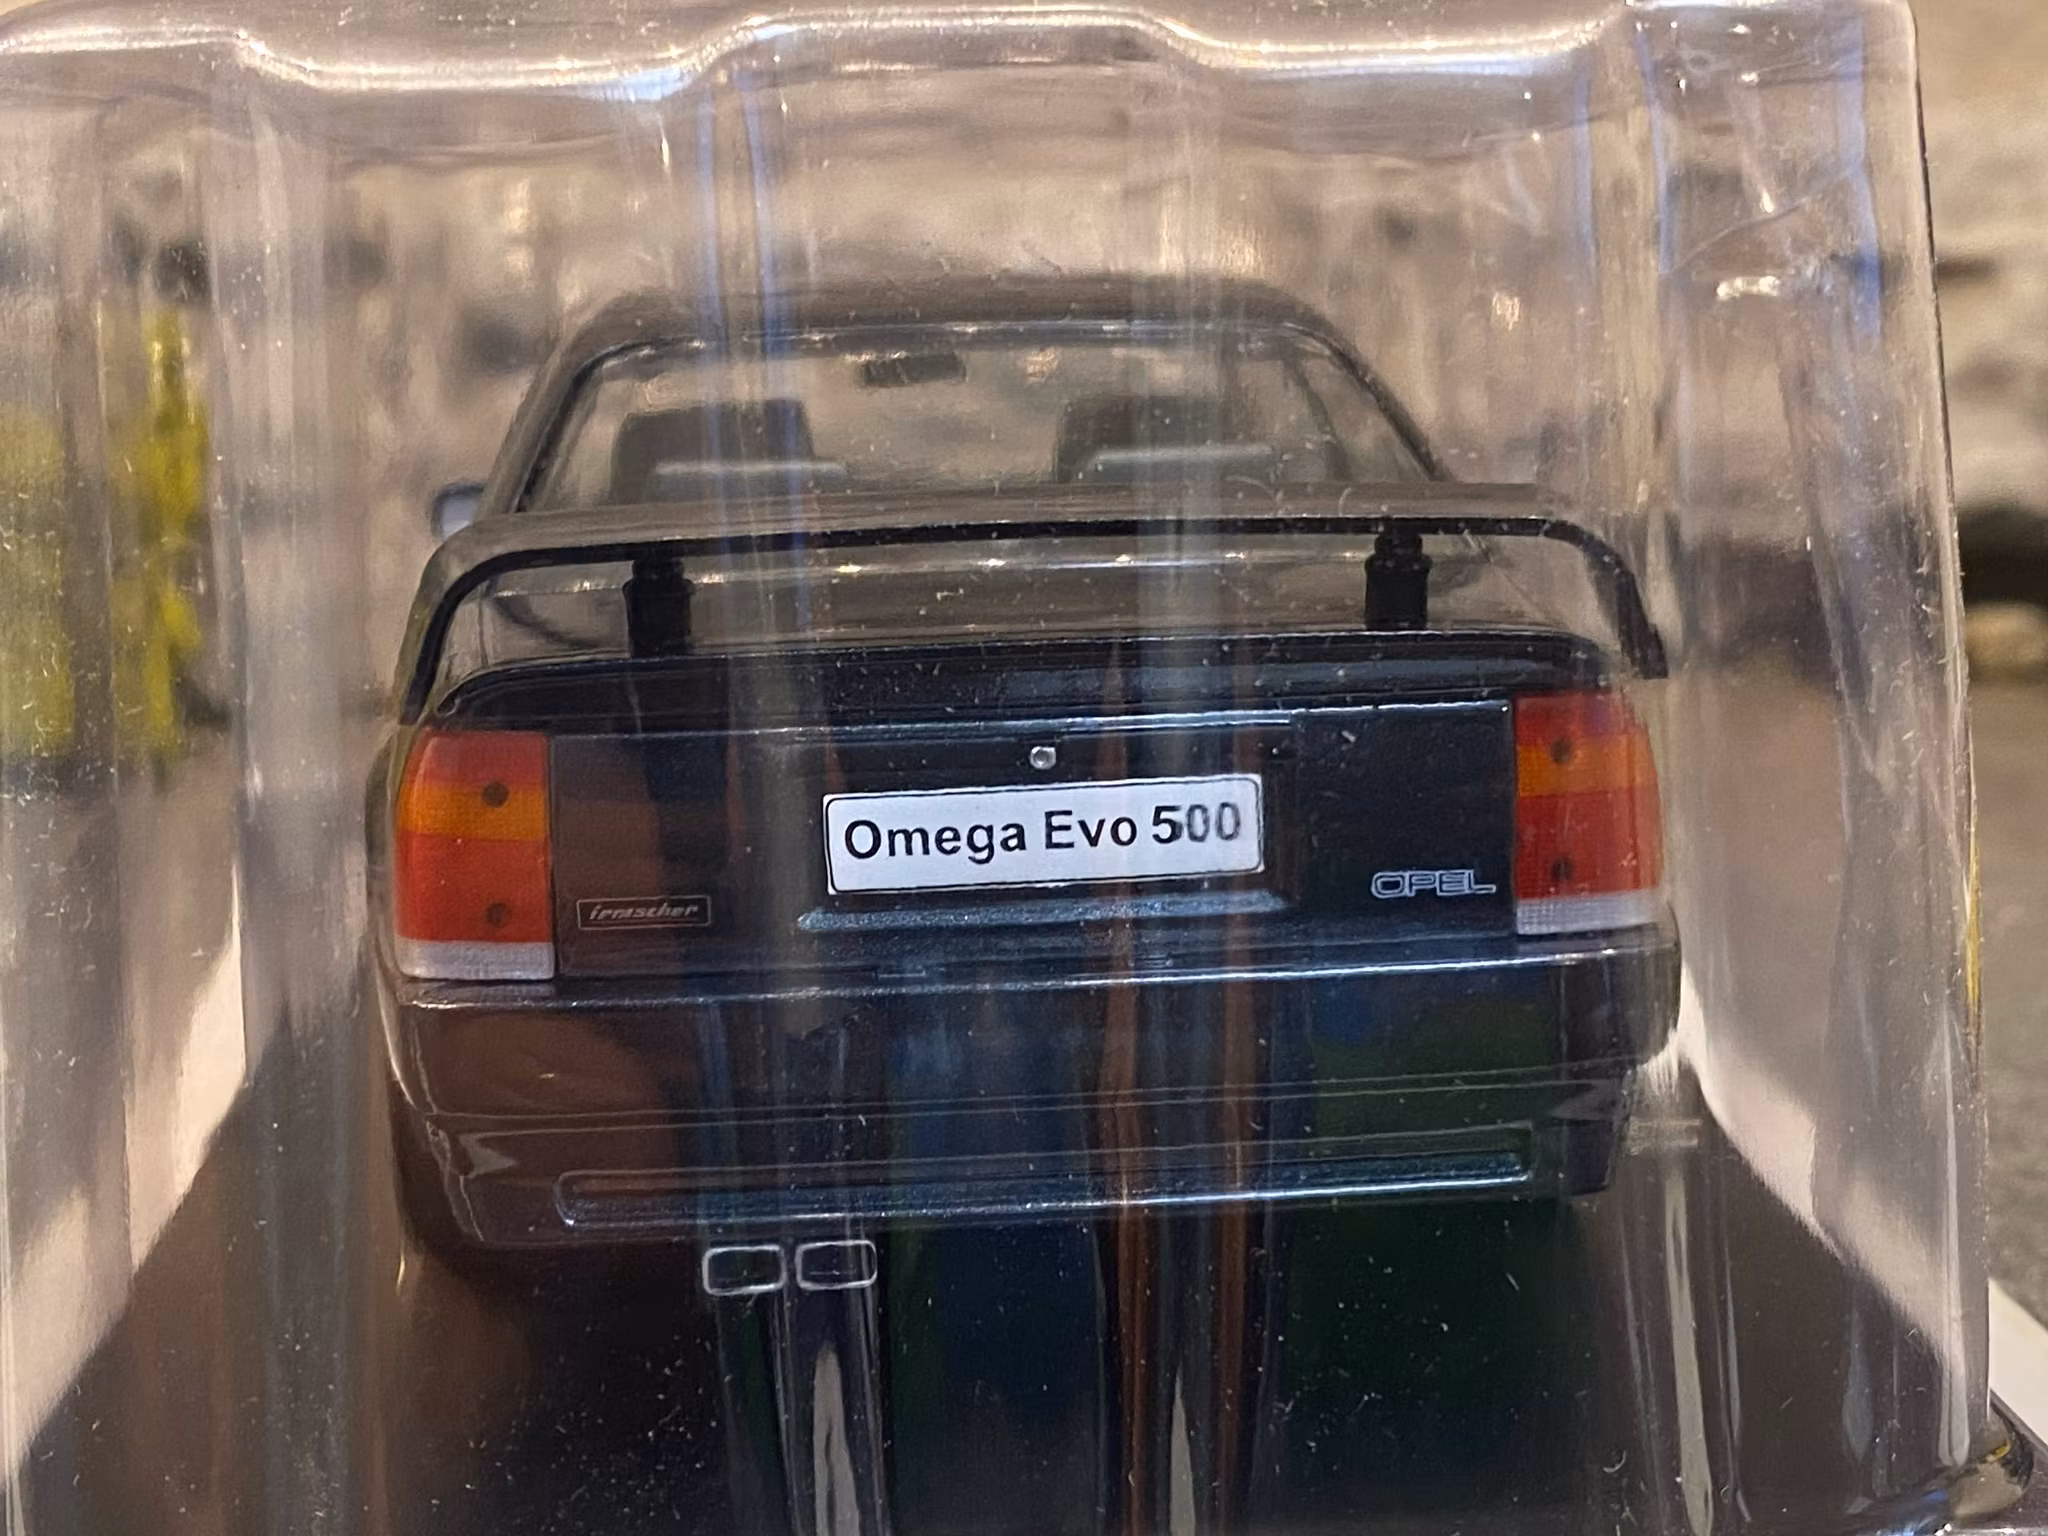 Omega Evo 500
irmscher
OPEL